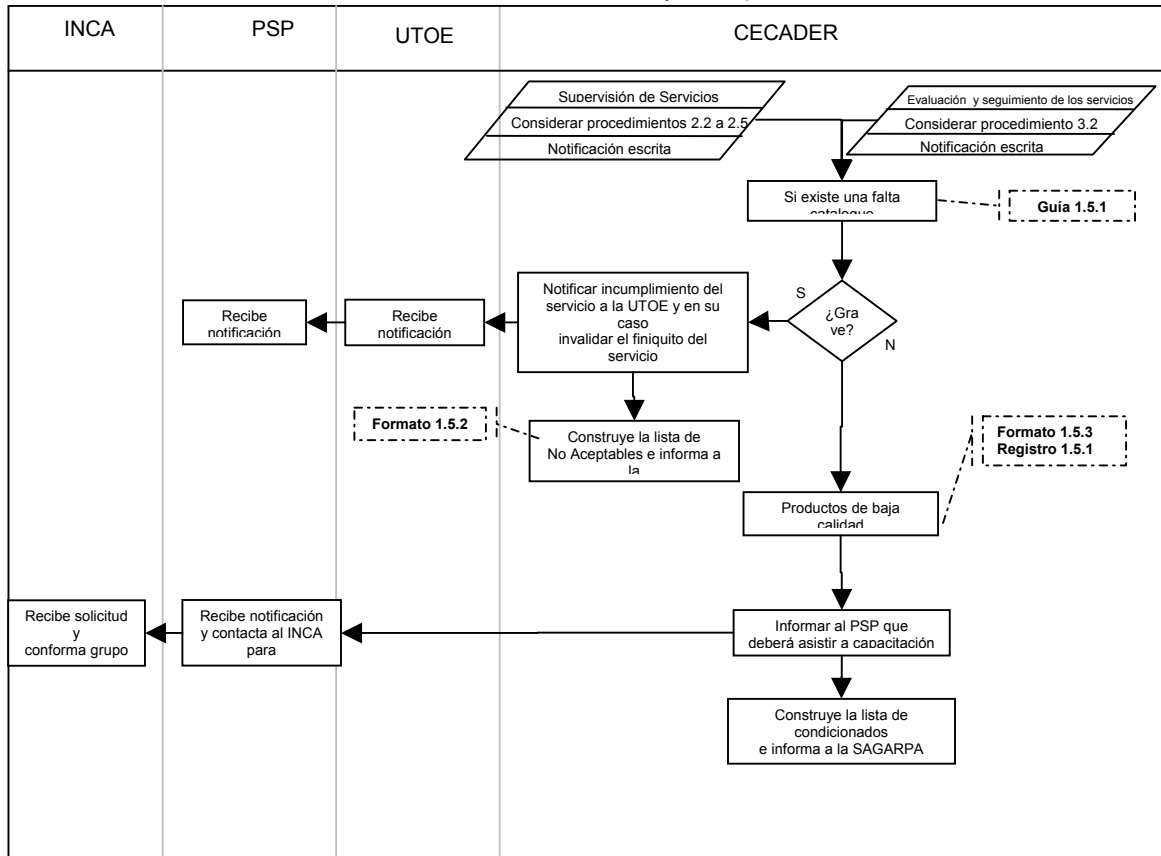 INCA
PSP
UTOE
CECADER
Supervisión de Servicios
Considerar procedimientos 2.2 a 2.5
Notificación escrita
Evaluación y seguimiento de los servicios
Considerar procedimiento 3.2
Notificación escrita
Si existe una falta
catalogue
Guía 1.5.1
S
¿Gra
ve?
N
Notificar incumplimiento del
servicio a la UTOE y en su
caso
invalidar el finiquito del
servicio
Recibe
notificación
Recibe
notificación
Formato 1.5.2
Construye la lista de
No Aceptables e informa a
la
Formato 1.5.3
Registro 1.5.1
Productos de baja
calidad
Recibe solicitud
y
conforma grupo
Recibe notificación
y contacta al INCA
para
Informar al PSP que
deberá asistir a capacitación
Construye la lista de
condicionados
e informa a la SAGARPA